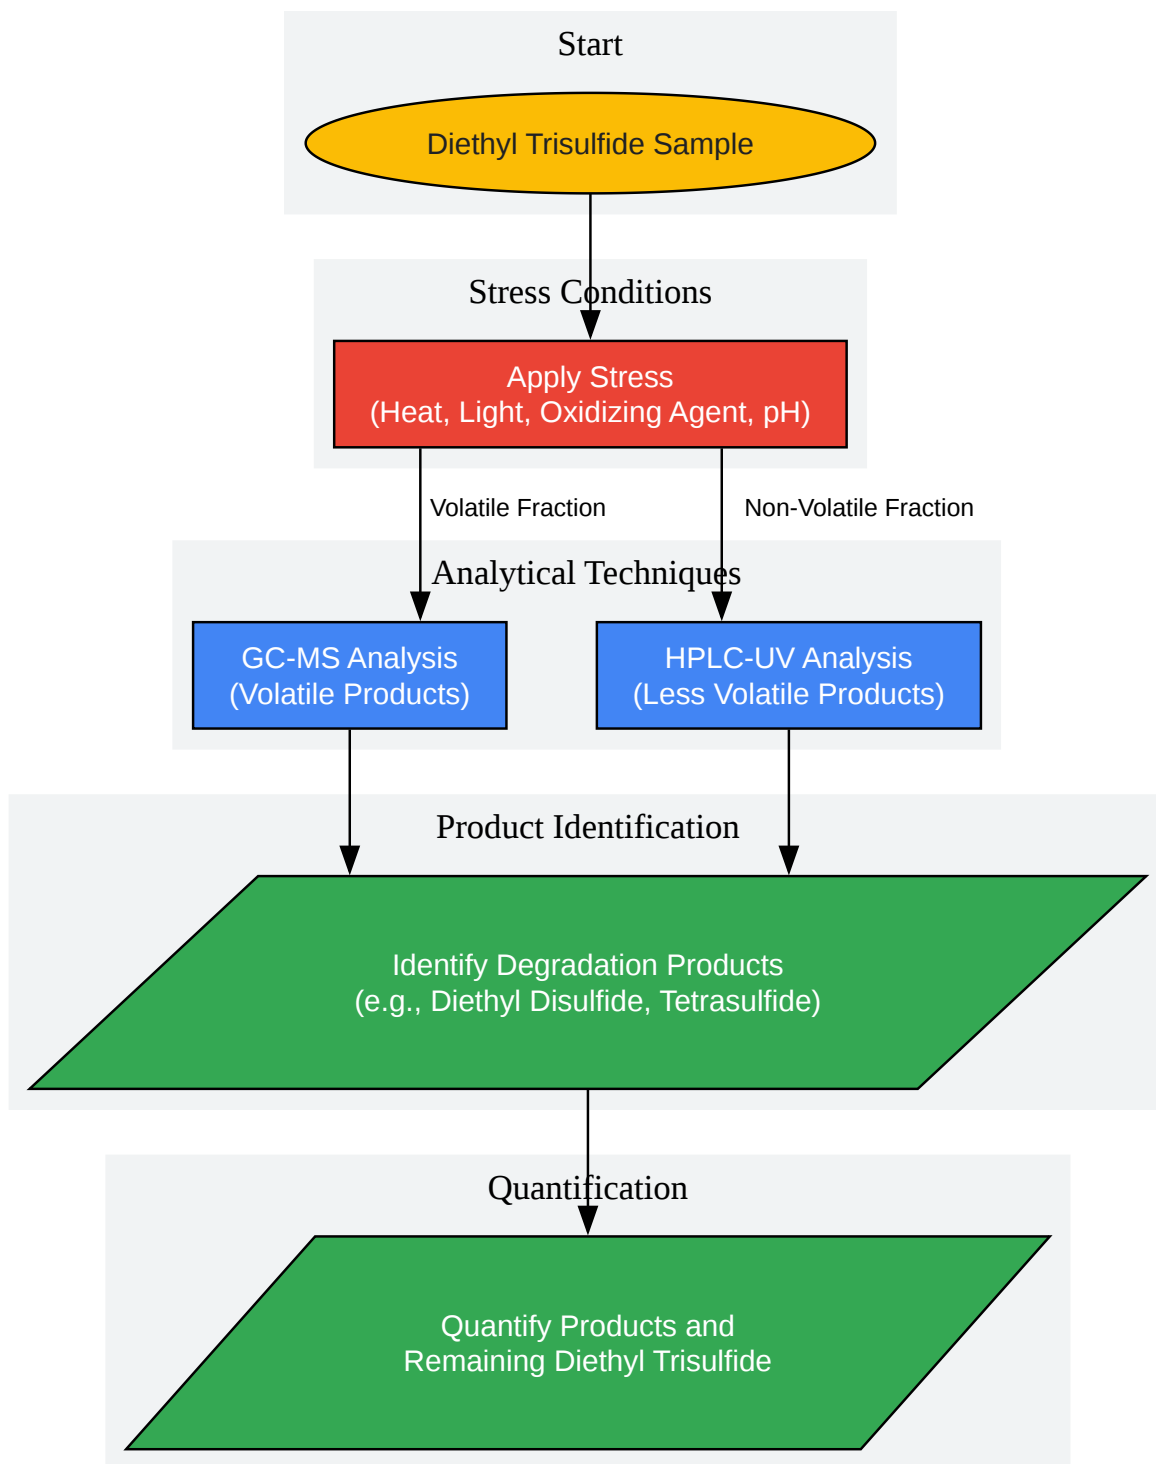 Start
Diethyl Trisulfide Sample
Stress Conditions
Apply Stress
(Heat, Light, Oxidizing Agent, pH)
Volatile Fraction
Non-Volatile Fraction
Analytical Techniques
GC-MS Analysis
(Volatile Products)
HPLC-UV Analysis
(Less Volatile Products)
Product Identification
Identify Degradation Products
(e.g., Diethyl Disulfide, Tetrasulfide)
Quantification
Quantify Products and
Remaining Diethyl Trisulfide